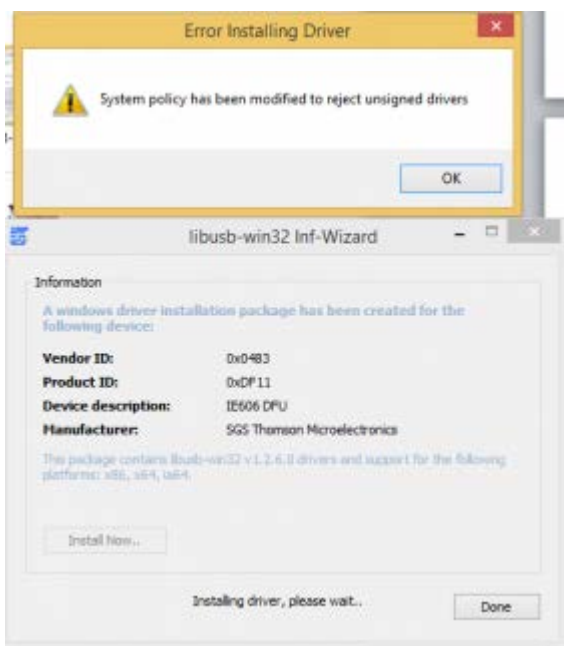 Error Installing Driver
System policy has been modified to reject unsigned drivers
OK
libusb-win32 Inf-Wizard
Information
A windows driver installation package has been created for the
following device:
Vendor ID: 0x0483
Product ID: 0xDF11
Device description: IE606 DFU
Manufacturer: SGS Thomson Microelectronics
This package contains libusb-win32 v1.2.6.0 drivers and support for the following
platforms: x86, x64, ia64.
Install Now..
Installing driver, please wait..
Done